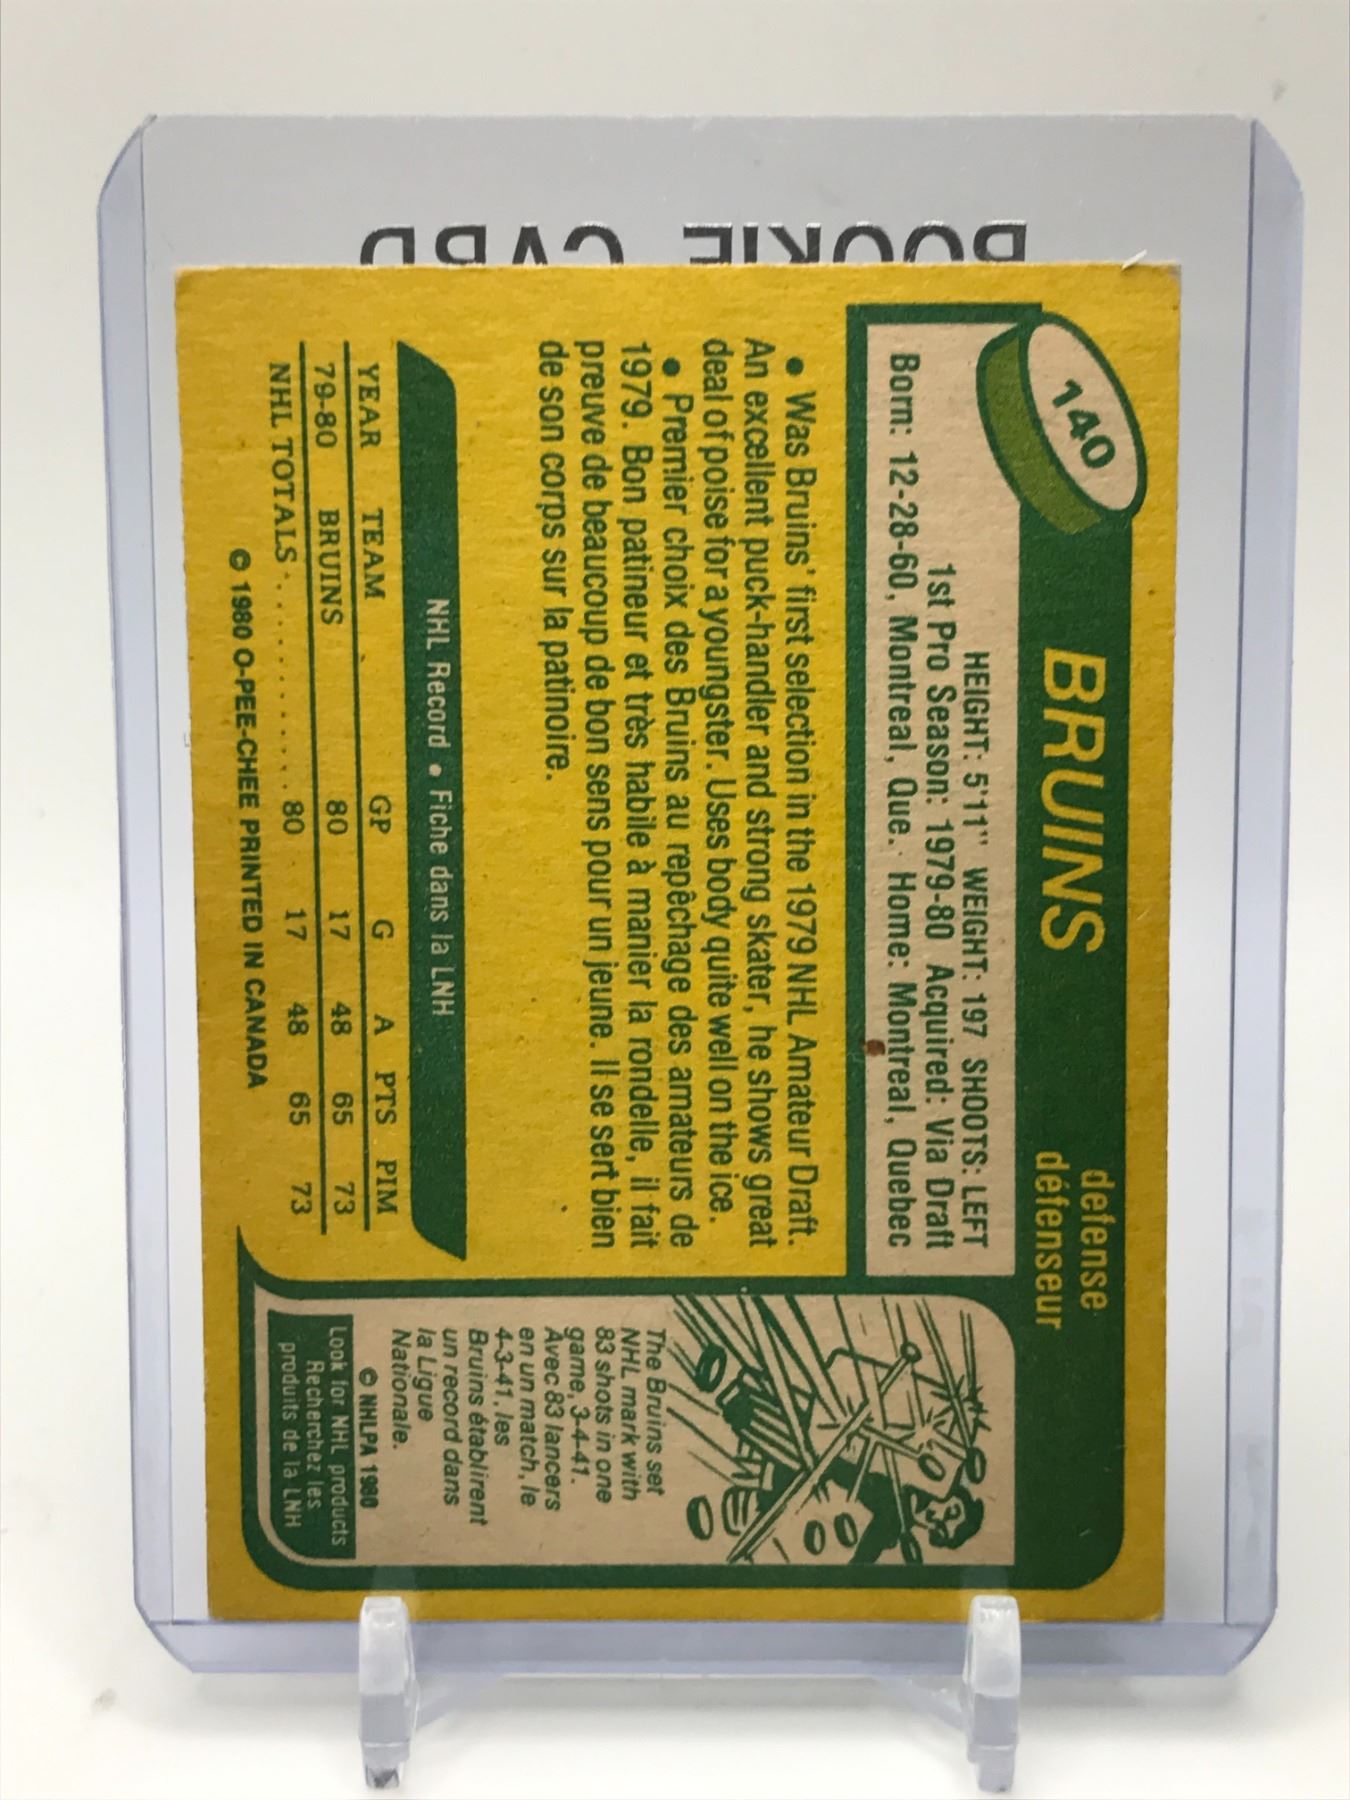 ROOKIE CARD
140
BRUINS
defense
défenseur
HEIGHT: 5'11" WEIGHT: 197 SHOOTS: LEFT
1st Pro Season: 1979-80 Acquired: Via Draft
Born: 12-28-60, Montreal, Que. Home: Montreal, Quebec
• Was Bruins' first selection in the 1979 NHL Amateur Draft.
An excellent puck-handler and strong skater, he shows great
deal of poise for a youngster. Uses body quite well on the ice.
• Premier choix des Bruins au repêchage des amateurs de
1979. Bon patineur et très habile à manier la rondelle, il fait
preuve de beaucoup de bon sens pour un jeune. Il se sert bien
de son corps sur la patinoire.
NHL Record • Fiche dans la LNH
YEAR TEAM GP G A PTS PIM
79-80 BRUINS 80 17 48 65 73
NHL TOTALS.............. 80 17 48 65 73
© 1980 O-PEE-CHEE PRINTED IN CANADA
The Bruins set
NHL mark with
83 shots in one
game, 3-4-41.
Avec 83 lancers
en un match, le
4-3-41, les
Bruins établirent
un record dans
la Ligue
Nationale.
© NHLPA 1980
Look for NHL products
Recherchez les
produits de la LNH